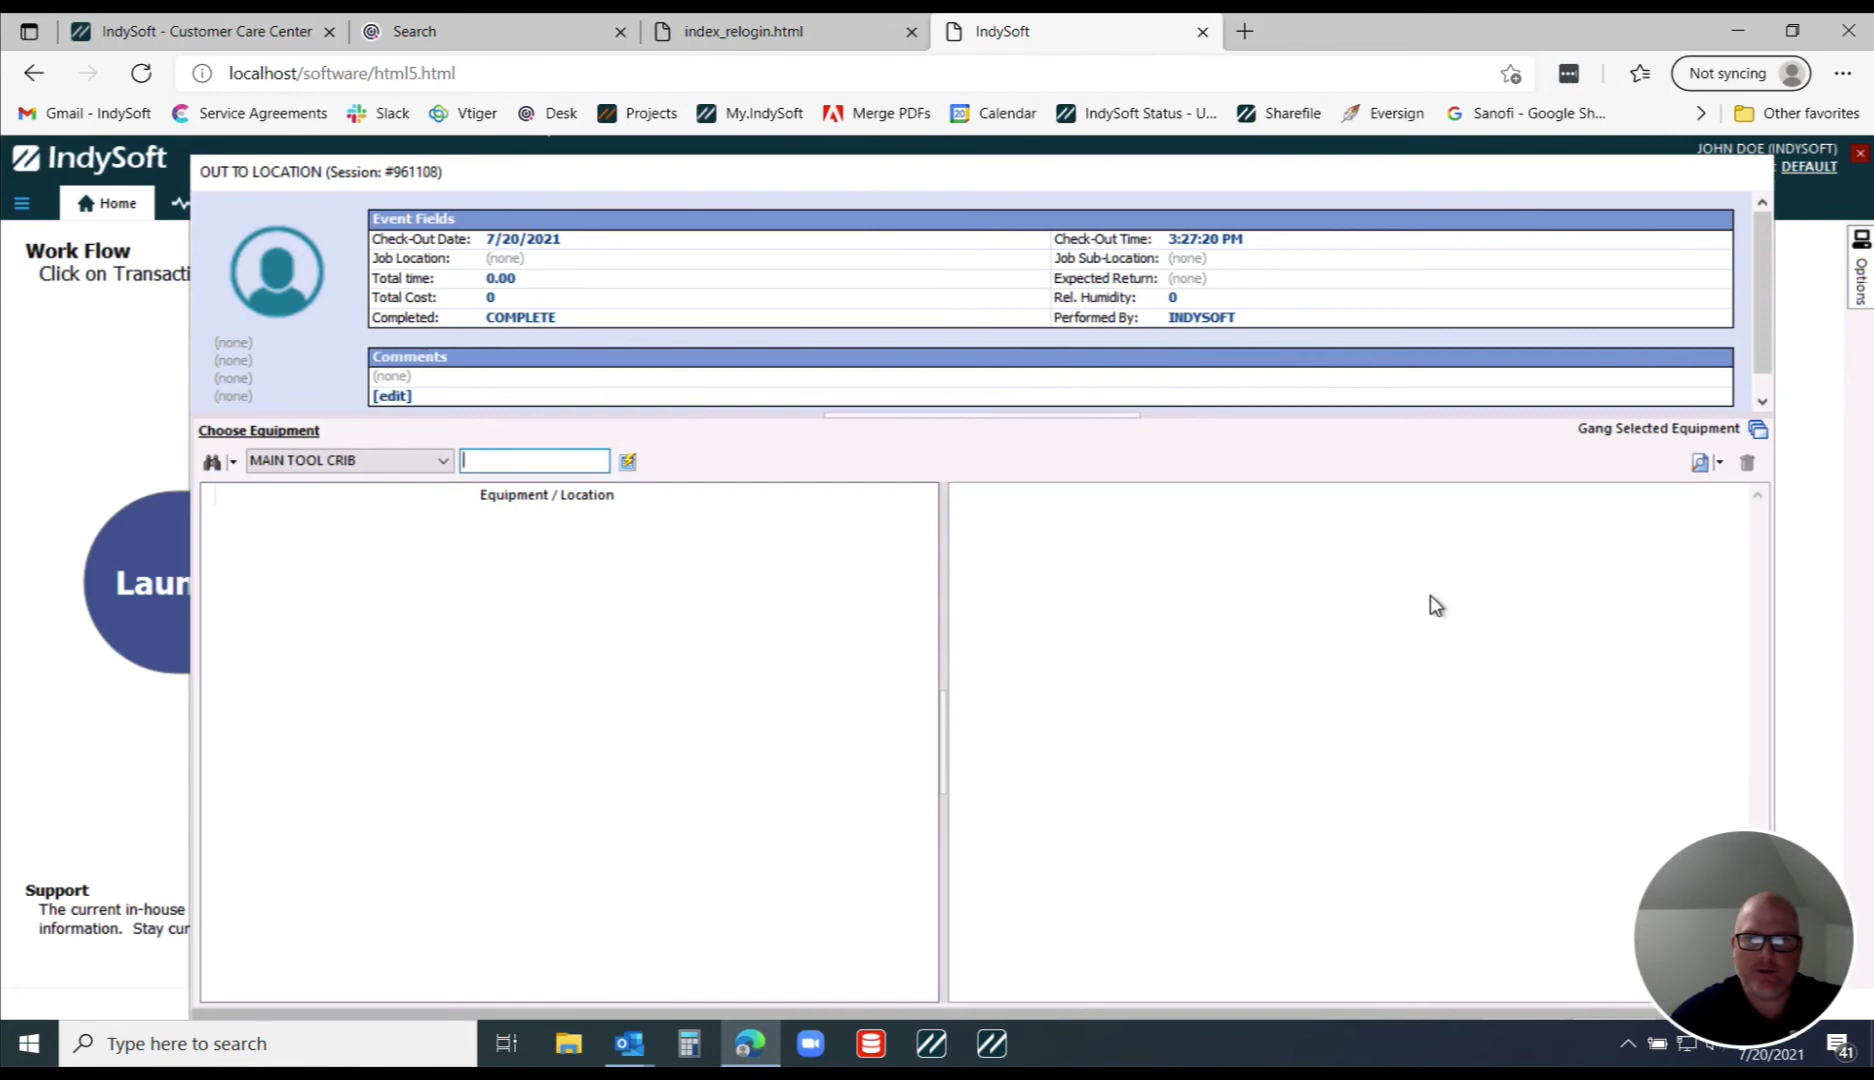 IndySoft - Customer Care Center
Search
index_relogin.html
IndySoft
localhost/software/html5.html
Not syncing
Gmail - IndySoft
Service Agreements
Slack
Vtiger
Desk
Projects
My.IndySoft
Merge PDFs
20
Calendar
IndySoft Status - U...
Sharefile
Eversign
Sanofi - Google Sh...
Other favorites
IndySoft
JOHN DOE (INDYSOFT)
: DEFAULT
Home
OUT TO LOCATION (Session: #961108)
Work Flow
Click on Transacti
Event Fields
Check-Out Date: 7/20/2021
Check-Out Time: 3:27:20 PM
Job Location: (none)
Job Sub-Location: (none)
Total time: 0.00
Expected Return: (none)
Total Cost: 0
Rel. Humidity: 0
Completed: COMPLETE
Performed By: INDYSOFT
(none)
(none)
(none)
(none)
Comments
(none)
[edit]
Options
Choose Equipment
Gang Selected Equipment
MAIN TOOL CRIB
Equipment / Location
Laun
Support
The current in-house
information. Stay cur
Type here to search
7/20/2021
41